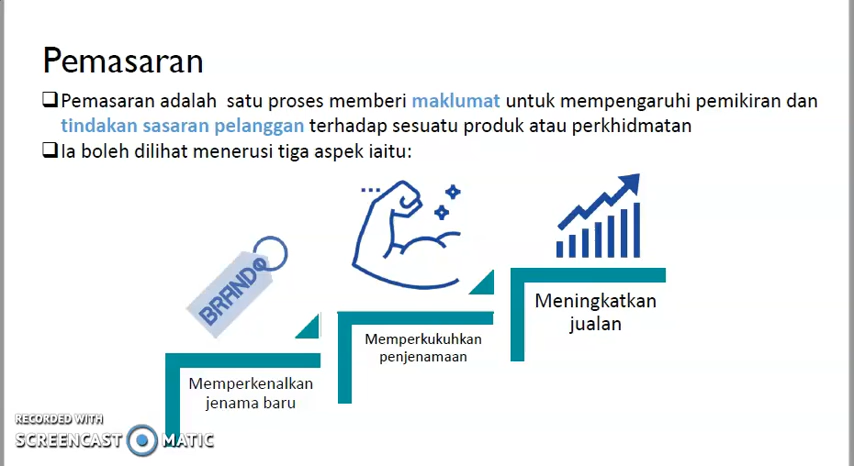 Pemasaran
❑Pemasaran adalah satu proses memberi maklumat untuk mempengaruhi pemikiran dan
tindakan sasaran pelanggan terhadap sesuatu produk atau perkhidmatan
❑Ia boleh dilihat menerusi tiga aspek iaitu:
BRAND
Meningkatkan
jualan
Memperkukuhkan
penjenamaan
Memperkenalkan
jenama baru
RECORDED WITH
SCREENCAST MATIC